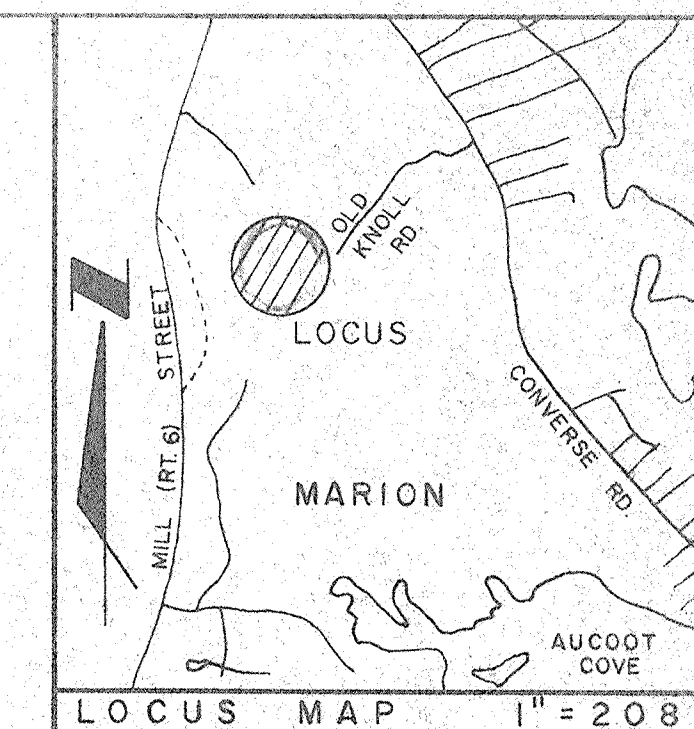 OLD
KNOLL
RD.
LOCUS
MILL (RT. 6) STREET
N
CONVERSE RD.
MARION
AUCOOT
COVE
LOCUS MAP 1" = 208